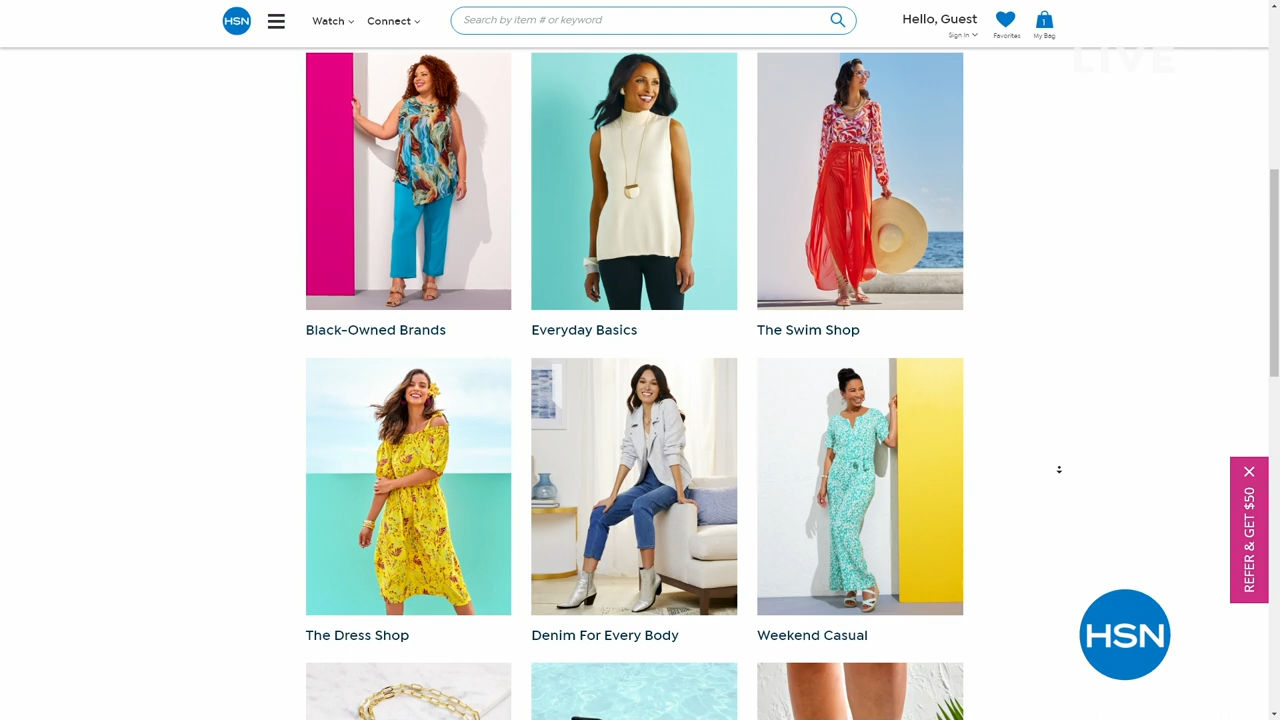 HSN
Watch
Connect
Search by item # or keyword
Hello, Guest
Sign In
Favorites
1
My Bag
LIVE
Black-Owned Brands
Everyday Basics
The Swim Shop
REFER & GET $50
The Dress Shop
Denim For Every Body
Weekend Casual
HSN